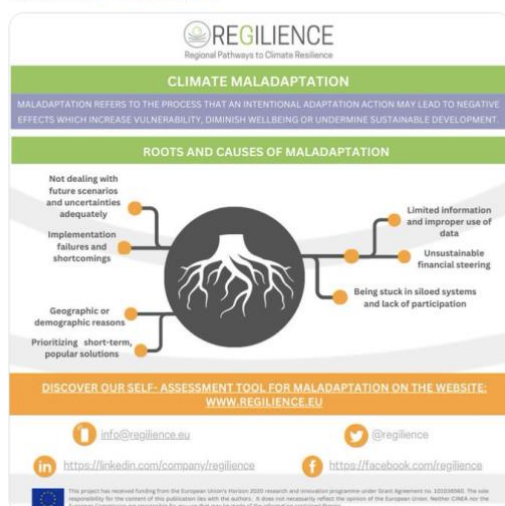 REGILIENCE
Regional Pathways to Climate Resilience
CLIMATE MALADAPTATION
MALADAPTATION REFERS TO THE PROCESS THAT AN INTENTIONAL ADAPTATION ACTION MAY LEAD TO NEGATIVE
EFFECTS WHICH INCREASE VULNERABILITY, DIMINISH WELLBEING OR UNDERMINE SUSTAINABLE DEVELOPMENT.
ROOTS AND CAUSES OF MALADAPTATION
Not dealing with
future scenarios
and uncertainties
adequately
Implementation
failures and
shortcomings
Geographic or
demographic reasons
Prioritizing short-term,
popular solutions
Limited information
and improper use of
data
Unsustainable
financial steering
Being stuck in siloed systems
and lack of participation
DISCOVER OUR SELF- ASSESSMENT TOOL FOR MALADAPTATION ON THE WEBSITE:
WWW.REGILIENCE.EU
info@regilience.eu
@regilience
https://linkedin.com/company/regilience
https://facebook.com/regilience
This project has received funding from the European Union's Horizon 2020 research and innovation programme under Grant Agreement no. The sole
responsibility for the content of this publication lies with the authors. It does not necessarily reflect the opinion of the European Union. Neither CINEA nor the